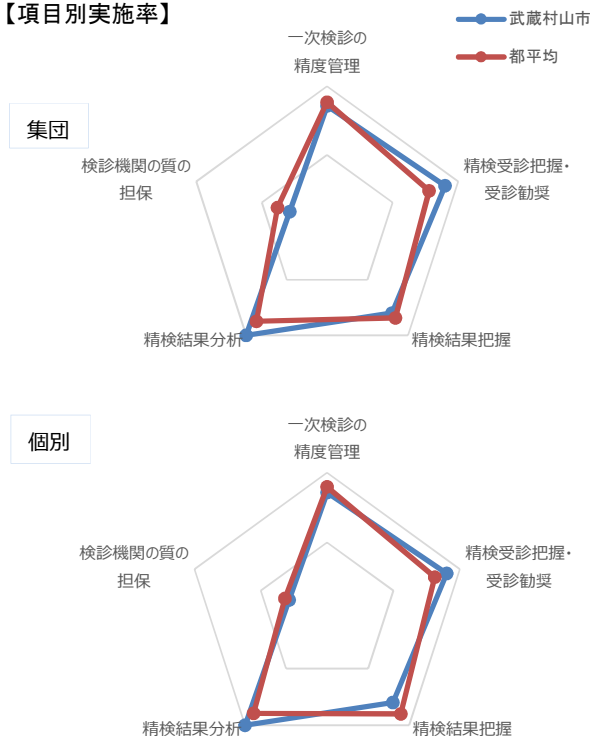 【項目別実施率】
武蔵村山市
都平均
集団
一次検診の
精度管理
精検受診把握・
受診勧奨
精検結果把握
精検結果分析
検診機関の質の
担保
個別
一次検診の
精度管理
精検受診把握・
受診勧奨
精検結果把握
精検結果分析
検診機関の質の
担保